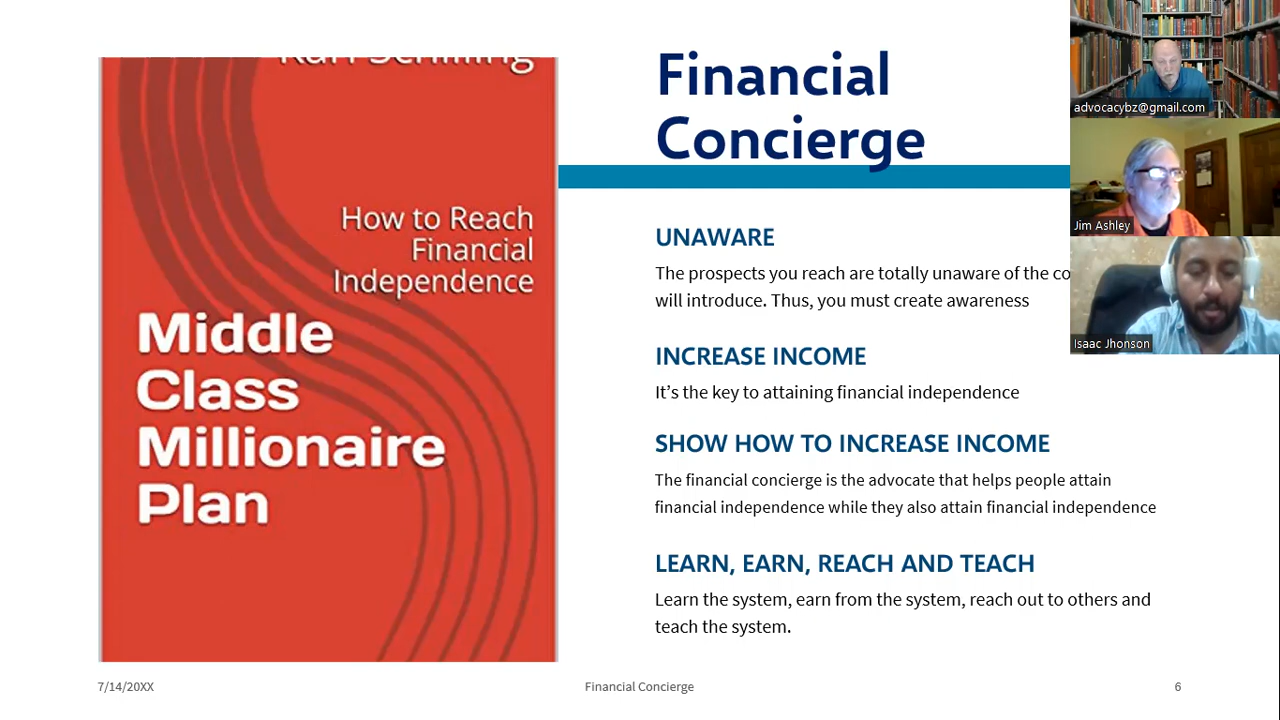 How to Reach
Financial
Independence
Middle
Class
Millionaire
Plan
Financial
Concierge
UNAWARE
The prospects you reach are totally unaware of the co
will introduce. Thus, you must create awareness
INCREASE INCOME
It's the key to attaining financial independence
SHOW HOW TO INCREASE INCOME
The financial concierge is the advocate that helps people attain
financial independence while they also attain financial independence
LEARN, EARN, REACH AND TEACH
Learn the system, earn from the system, reach out to others and
teach the system.
advocacybz@gmail.com
Jim Ashley
Isaac Jhonson
7/14/20XX
Financial Concierge
6